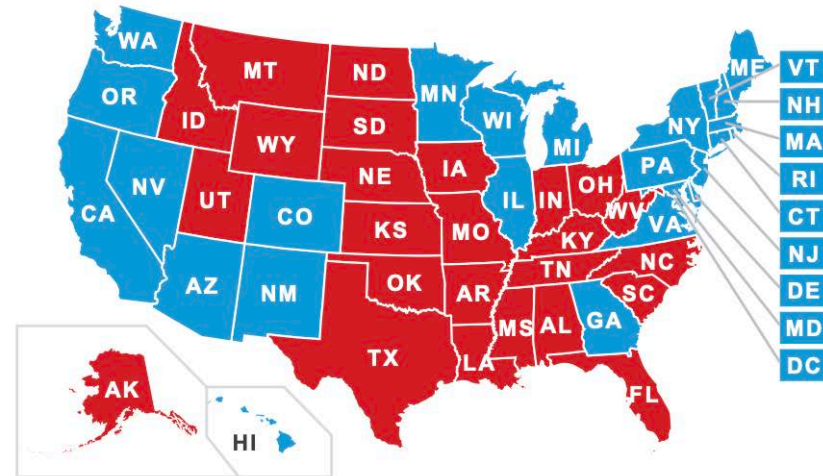 WA
MT
ND
MN
ME
VT
OR
ID
SD
WI
MI
NY
NH
WY
MA
IA
NE
PA
RI
NV
UT
CO
IL
IN
OH
CA
KS
MO
WV
VA
CT
KY
NJ
AZ
NM
OK
AR
TN
NC
DE
SC
MS
AL
GA
MD
TX
LA
DC
AK
FL
HI